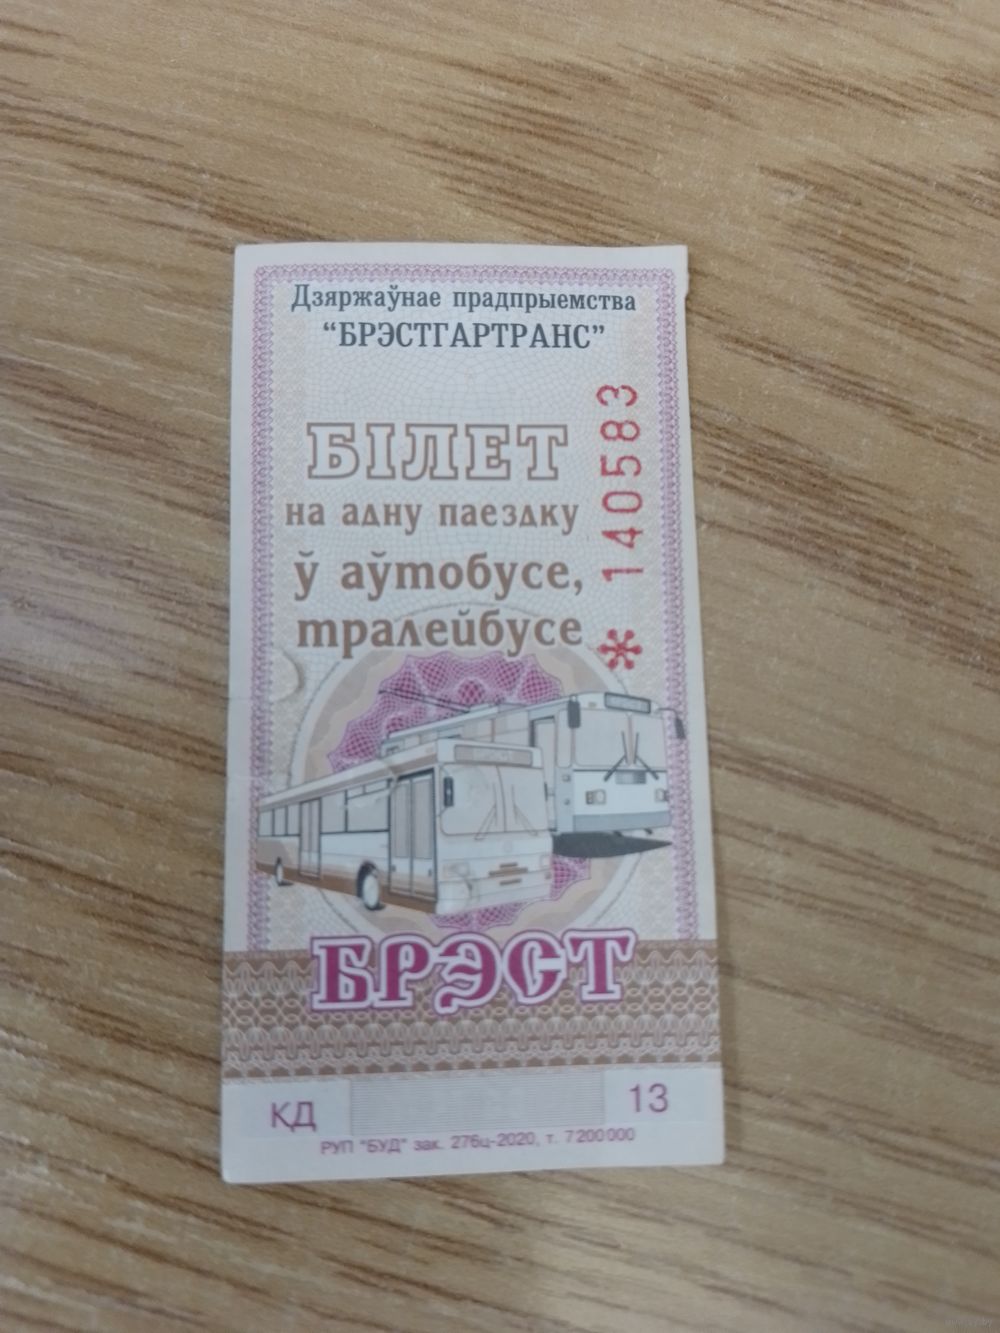 Дзяржаўнае прадпрыемства
“БРЭСТГАРТРАНС”
БІЛЕТ
на адну паездку
ў аўтобусе,
тралейбусе
* 140583
БРЭСТ
КД 13
РУП "БУД" зак. 276ц-2020, т. 7200000